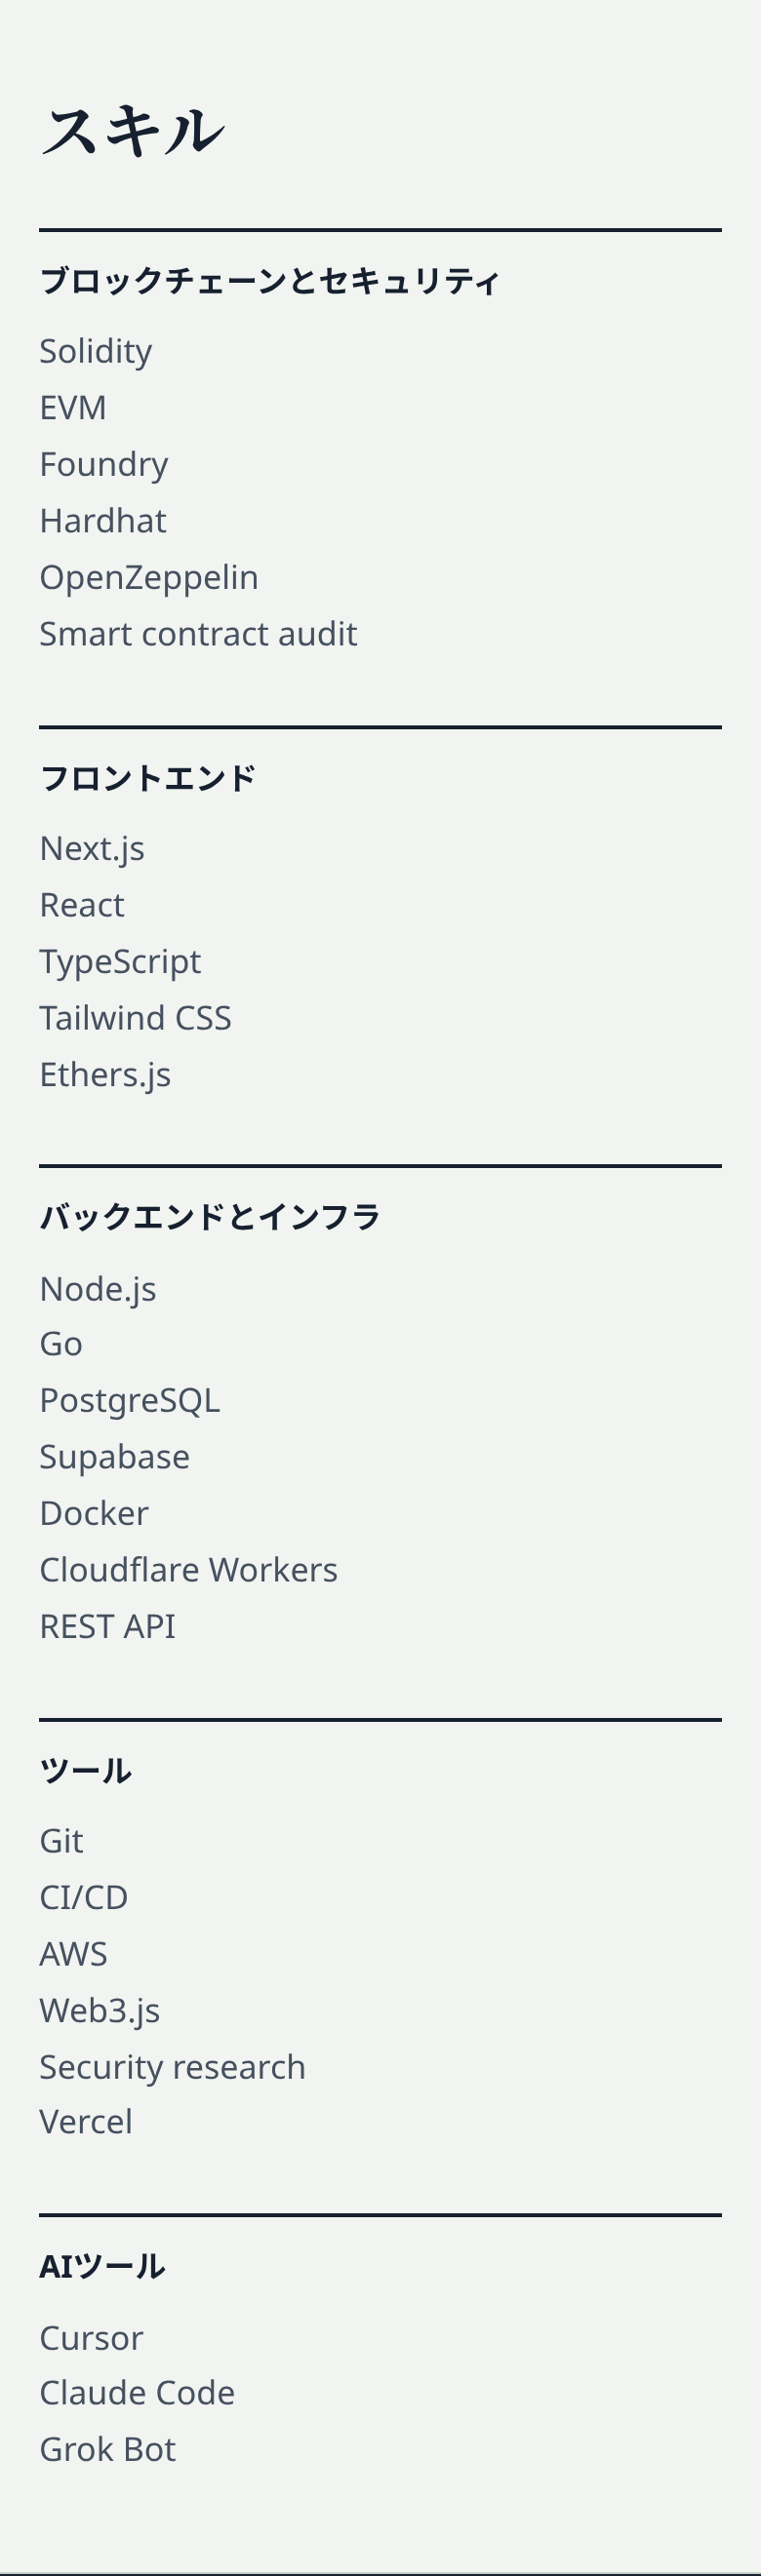 スキル
ブロックチェーンとセキュリティ
Solidity
EVM
Foundry
Hardhat
OpenZeppelin
Smart contract audit
フロントエンド
Next.js
React
TypeScript
Tailwind CSS
Ethers.js
バックエンドとインフラ
Node.js
Go
PostgreSQL
Supabase
Docker
Cloudflare Workers
REST API
ツール
Git
CI/CD
AWS
Web3.js
Security research
Vercel
AIツール
Cursor
Claude Code
Grok Bot